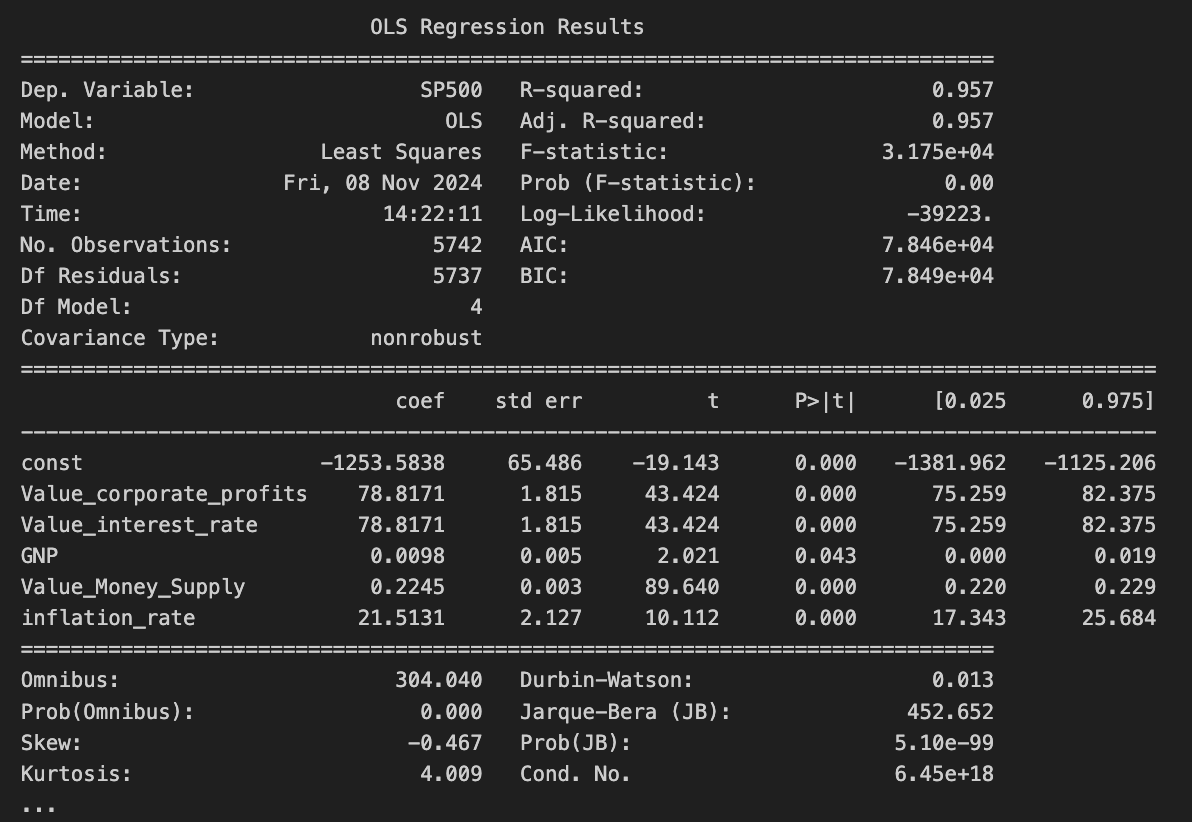 OLS Regression Results
==============================================================================
Dep. Variable:                  SP500   R-squared:                       0.957
Model:                            OLS   Adj. R-squared:                  0.957
Method:                 Least Squares   F-statistic:                 3.175e+04
Date:                Fri, 08 Nov 2024   Prob (F-statistic):               0.00
Time:                        14:22:11   Log-Likelihood:                -39223.
No. Observations:                5742   AIC:                         7.846e+04
Df Residuals:                    5737   BIC:                         7.849e+04
Df Model:                           4
Covariance Type:            nonrobust
===========================================================================================
                              coef    std err          t      P>|t|      [0.025      0.975]
-------------------------------------------------------------------------------------------
const                   -1253.5838     65.486    -19.143      0.000   -1381.962   -1125.206
Value_corporate_profits    78.8171      1.815     43.424      0.000      75.259      82.375
Value_interest_rate        78.8171      1.815     43.424      0.000      75.259      82.375
GNP                         0.0098      0.005      2.021      0.043       0.000       0.019
Value_Money_Supply          0.2245      0.003     89.640      0.000       0.220       0.229
inflation_rate             21.5131      2.127     10.112      0.000      17.343      25.684
==============================================================================
Omnibus:                      304.040   Durbin-Watson:                   0.013
Prob(Omnibus):                  0.000   Jarque-Bera (JB):              452.652
Skew:                          -0.467   Prob(JB):                     5.10e-99
Kurtosis:                       4.009   Cond. No.                     6.45e+18
...